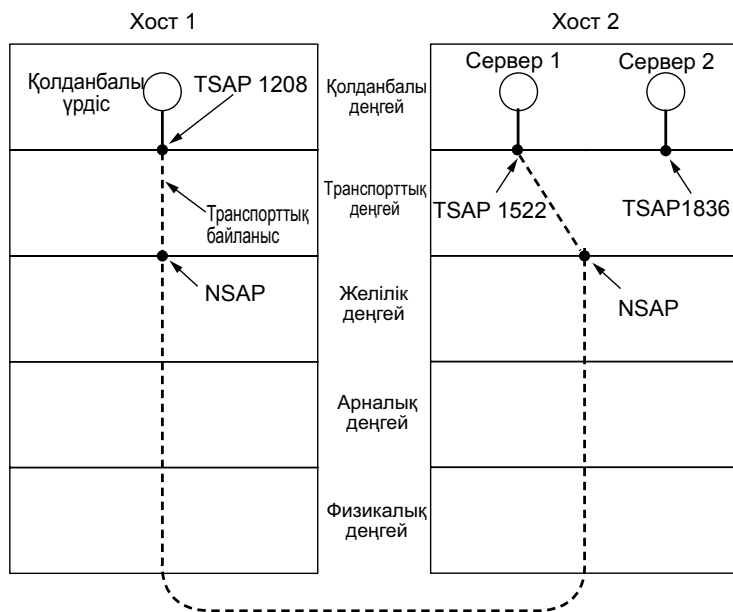 Хост 1
Хост 2
Қолданбалы
үрдіс
TSAP 1208
Қолданбалы
деңгей
Сервер 1
Сервер 2
Транспорттық
байланыс
Транспорттық
деңгей
TSAP 1522
TSAP1836
NSAP
Желілік
деңгей
NSAP
Арналық
деңгей
Физикалық
деңгей